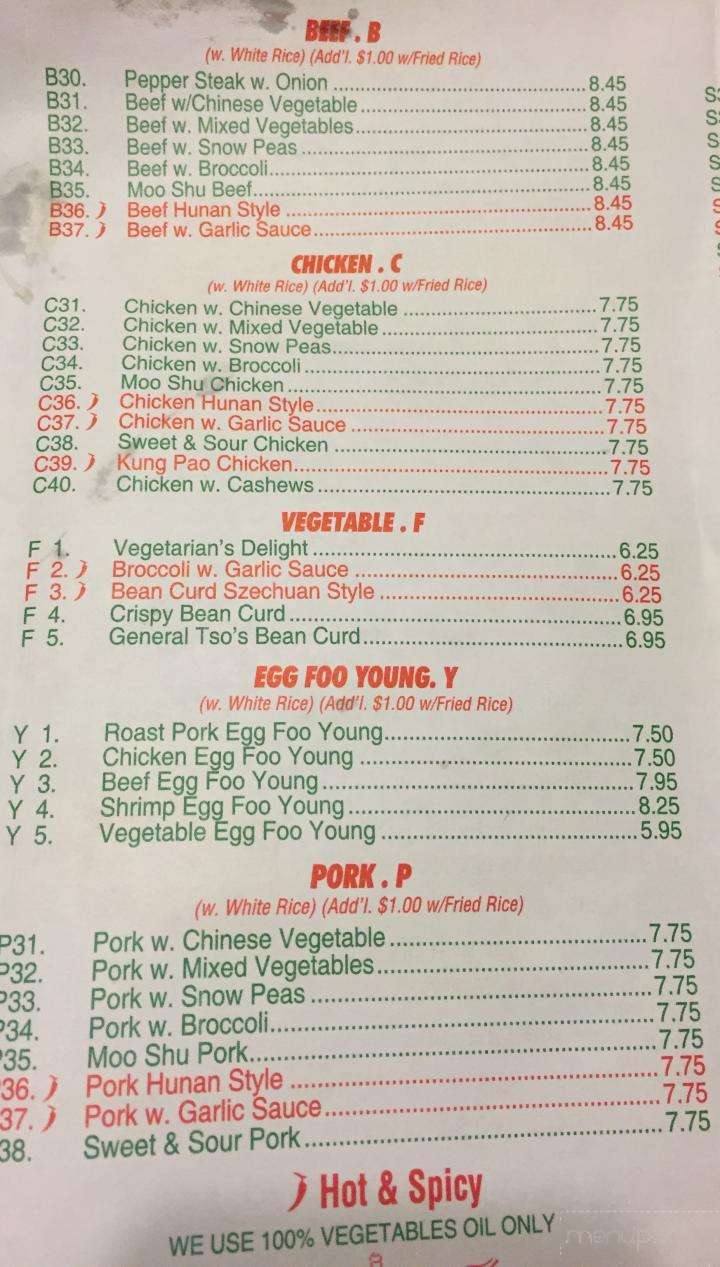 BEEF . B
(w. White Rice) (Add'l. $1.00 w/Fried Rice)
B30. Pepper Steak w. Onion ........ 8.45
B31. Beef w/Chinese Vegetable ........ 8.45
B32. Beef w. Mixed Vegetables ........ 8.45
B33. Beef w. Snow Peas ........ 8.45
B34. Beef w. Broccoli ........ 8.45
B35. Moo Shu Beef ........ 8.45
B36. Beef Hunan Style ........ 8.45
B37. Beef w. Garlic Sauce ........ 8.45
CHICKEN . C
(w. White Rice) (Add'l. $1.00 w/Fried Rice)
C31. Chicken w. Chinese Vegetable ........ 7.75
C32. Chicken w. Mixed Vegetable ........ 7.75
C33. Chicken w. Snow Peas ........ 7.75
C34. Chicken w. Broccoli ........ 7.75
C35. Moo Shu Chicken ........ 7.75
C36. Chicken Hunan Style ........ 7.75
C37. Chicken w. Garlic Sauce ........ 7.75
C38. Sweet & Sour Chicken ........ 7.75
C39. Kung Pao Chicken ........ 7.75
C40. Chicken w. Cashews ........ 7.75
VEGETABLE . F
F 1. Vegetarian's Delight ........ 6.25
F 2. Broccoli w. Garlic Sauce ........ 6.25
F 3. Bean Curd Szechuan Style ........ 6.25
F 4. Crispy Bean Curd ........ 6.95
F 5. General Tso's Bean Curd ........ 6.95
EGG FOO YOUNG. Y
(w. White Rice) (Add'l. $1.00 w/Fried Rice)
Y 1. Roast Pork Egg Foo Young ........ 7.50
Y 2. Chicken Egg Foo Young ........ 7.50
Y 3. Beef Egg Foo Young ........ 7.95
Y 4. Shrimp Egg Foo Young ........ 8.25
Y 5. Vegetable Egg Foo Young ........ 5.95
PORK . P
(w. White Rice) (Add'l. $1.00 w/Fried Rice)
P31. Pork w. Chinese Vegetable ........ 7.75
P32. Pork w. Mixed Vegetables ........ 7.75
P33. Pork w. Snow Peas ........ 7.75
P34. Pork w. Broccoli ........ 7.75
35. Moo Shu Pork ........ 7.75
36. Pork Hunan Style ........ 7.75
37. Pork w. Garlic Sauce ........ 7.75
38. Sweet & Sour Pork ........ 7.75
Hot & Spicy
WE USE 100% VEGETABLES OIL ONLY